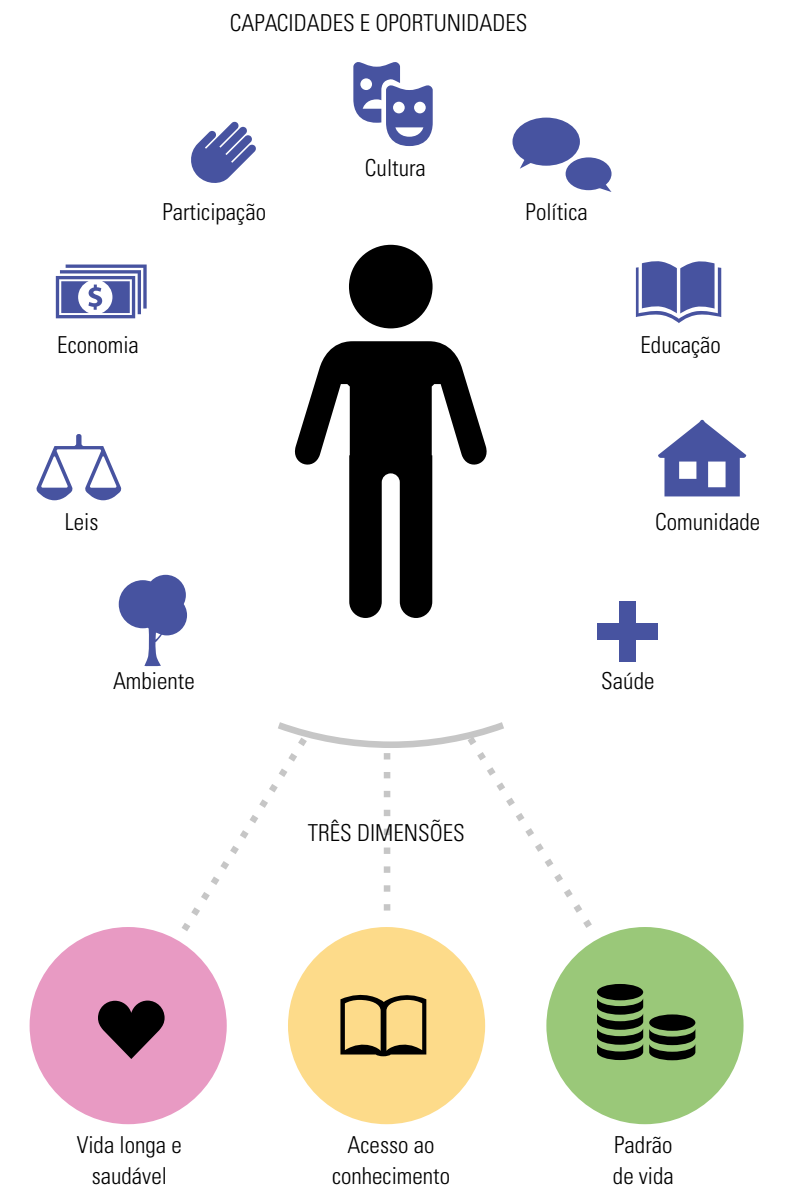 CAPACIDADES E OPORTUNIDADES
Cultura
Participação
Política
Economia
$
Educação
Leis
Comunidade
Ambiente
Saúde
TRÊS DIMENSÕES
Vida longa e
saudável
Acesso ao
conhecimento
Padrão
de vida